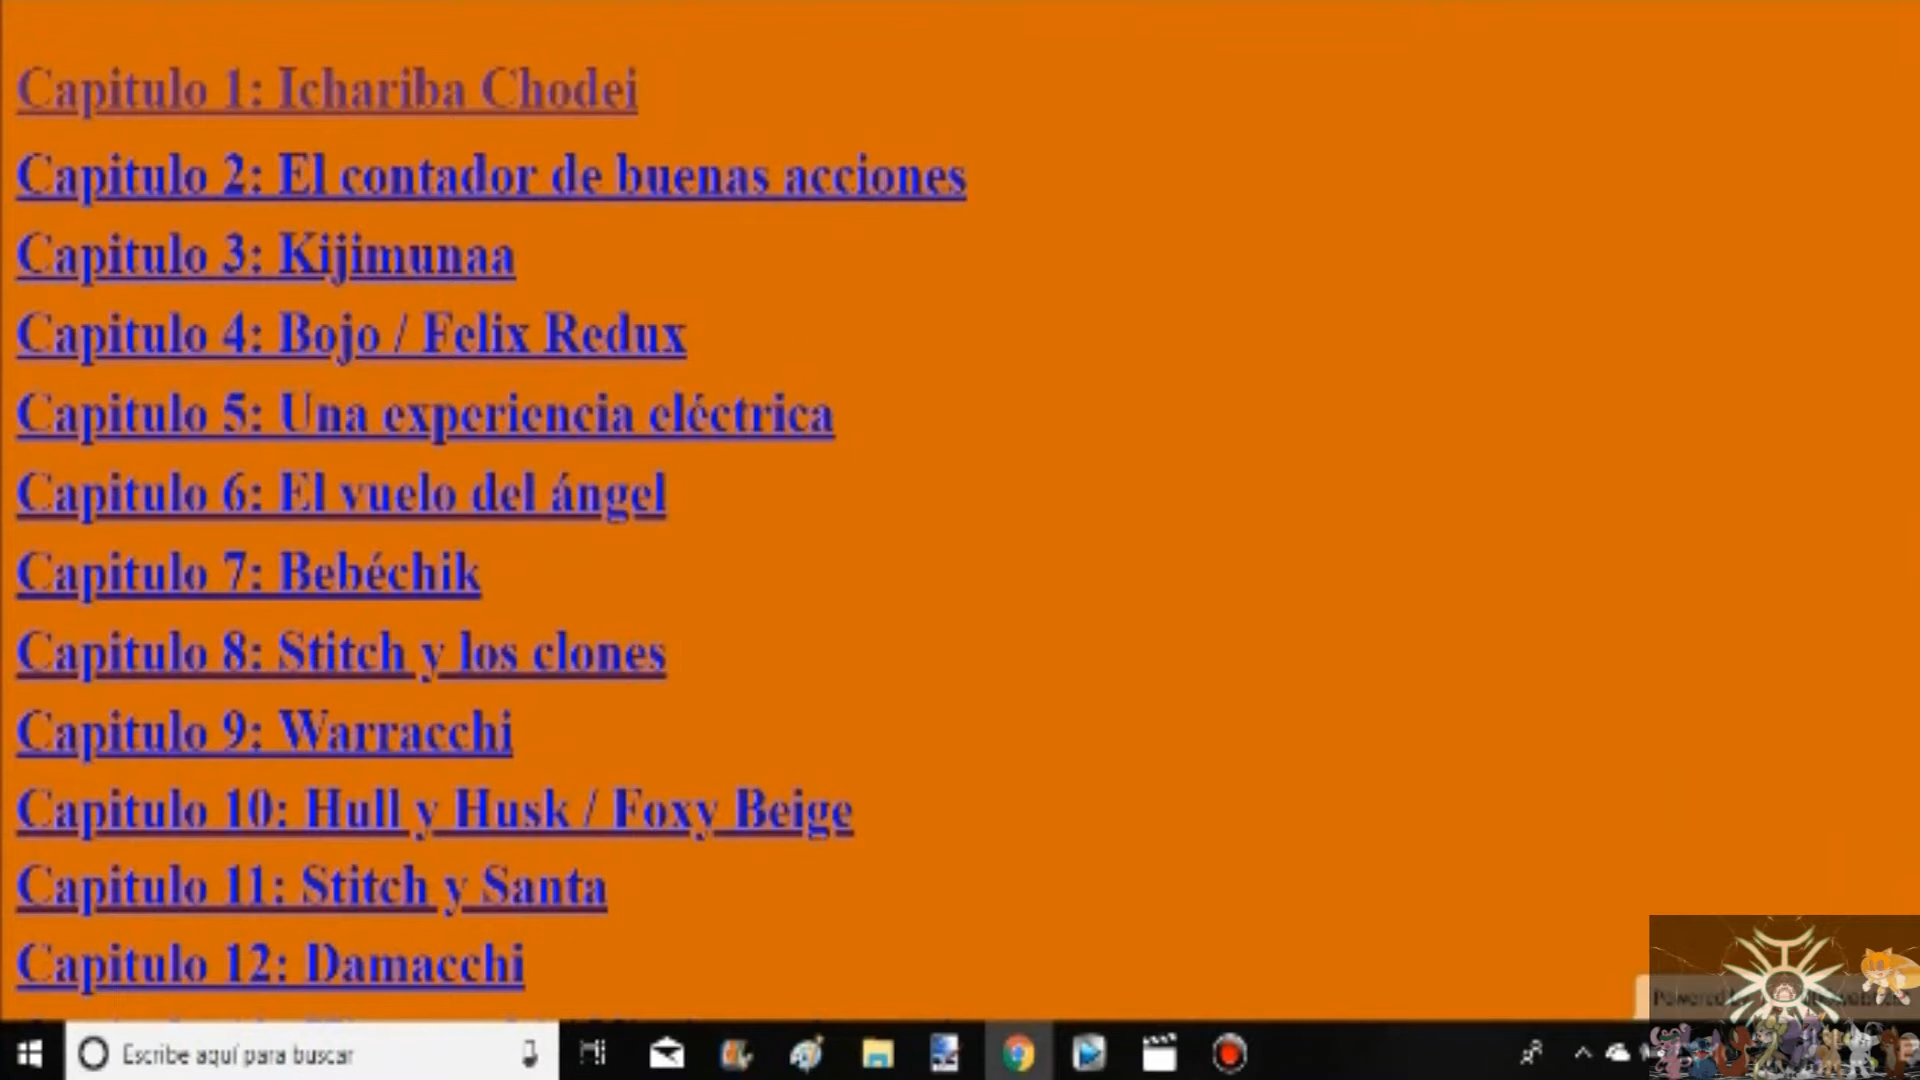 Capitulo 1: Ichariba Chodei
Capitulo 2: El contador de buenas acciones
Capitulo 3: Kijimunaa
Capitulo 4: Bojo / Felix Redux
Capitulo 5: Una experiencia eléctrica
Capitulo 6: El vuelo del ángel
Capitulo 7: Bebéchik
Capitulo 8: Stitch y los clones
Capitulo 9: Warracchi
Capitulo 10: Hull y Husk / Foxy Beige
Capitulo 11: Stitch y Santa
Capitulo 12: Damacchi
Powered by
Escribe aquí para buscar